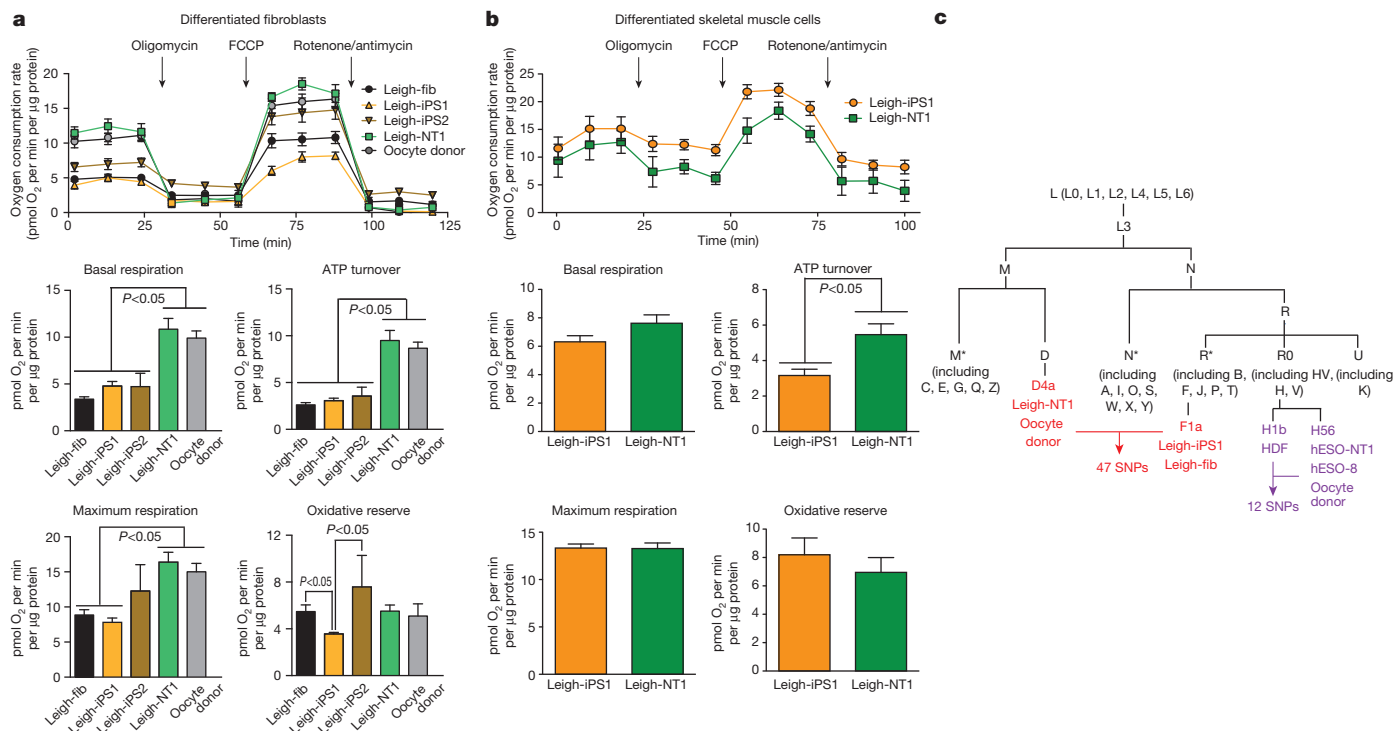 a
Differentiated fibroblasts
Oligomycin
FCCP
Rotenone/antimycin
Oxygen consumption rate
(pmol O2 per min per µg protein)
20
15
10
5
0
0
25
50
75
100
125
Time (min)
Leigh-fib
Leigh-iPS1
Leigh-iPS2
Leigh-NT1
Oocyte donor
Basal respiration
P<0.05
pmol O2 per min
per µg protein
15
10
5
0
Leigh-fib
Leigh-iPS1
Leigh-iPS2
Leigh-NT1
Oocyte
donor
ATP turnover
P<0.05
pmol O2 per min
per µg protein
15
10
5
0
Leigh-fib
Leigh-iPS1
Leigh-iPS2
Leigh-NT1
Oocyte
donor
Maximum respiration
P<0.05
pmol O2 per min
per µg protein
20
15
10
5
0
Leigh-fib
Leigh-iPS1
Leigh-iPS2
Leigh-NT1
Oocyte
donor
Oxidative reserve
P<0.05
P<0.05
pmol O2 per min
per µg protein
12
8
4
0
Leigh-fib
Leigh-iPS1
Leigh-iPS2
Leigh-NT1
Oocyte
donor
b
Differentiated skeletal muscle cells
Oligomycin
FCCP
Rotenone/antimycin
Oxygen consumption rate
(pmol O2 per min per µg protein)
25
20
15
10
5
0
0
20
40
60
80
100
Time (min)
Leigh-iPS1
Leigh-NT1
Basal respiration
pmol O2 per min
per µg protein
10
8
6
4
2
0
Leigh-iPS1
Leigh-NT1
ATP turnover
P<0.05
pmol O2 per min
per µg protein
8
6
4
2
0
Leigh-iPS1
Leigh-NT1
Maximum respiration
pmol O2 per min
per µg protein
15
10
5
0
Leigh-iPS1
Leigh-NT1
Oxidative reserve
pmol O2 per min
per µg protein
10
8
6
4
2
0
Leigh-iPS1
Leigh-NT1
c
L (L0, L1, L2, L4, L5, L6)
L3
M
N
R
M*
(including
C, E, G, Q, Z)
D
D4a
Leigh-NT1
Oocyte
donor
N*
(including
A, I, O, S,
W, X, Y)
R*
(including B,
F, J, P, T)
F1a
Leigh-iPS1
Leigh-fib
47 SNPs
R0
(including HV,
H, V)
H1b
HDF
H56
hESO-NT1
hESO-8
Oocyte
donor
12 SNPs
U
(including
K)